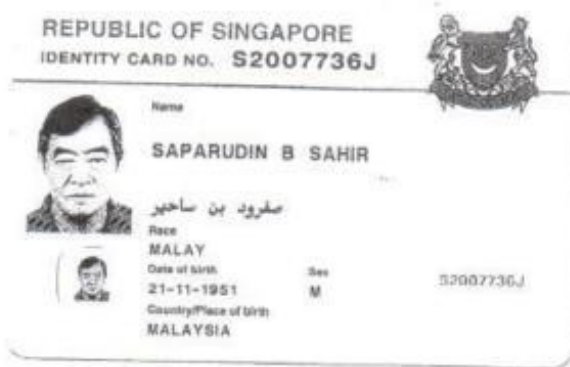 REPUBLIC OF SINGAPORE
IDENTITY CARD NO. S2007736J
Name
SAPARUDIN B SAHIR
صفرود بن ساحير
Race
MALAY
Date of birth Sex
21-11-1951 M S2007736J
Country/Place of birth
MALAYSIA